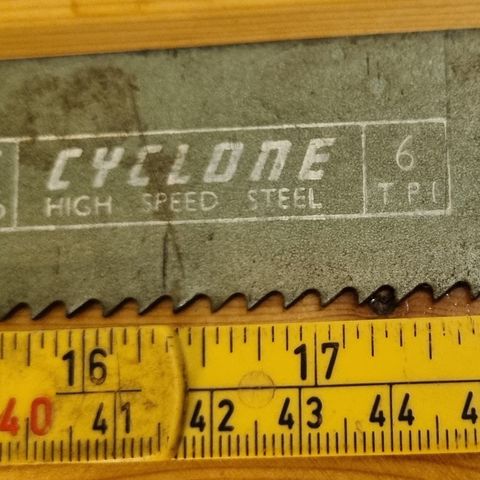 CYCLONE
HIGH SPEED STEEL
6
TPI
16 17
40 41 42 43 44